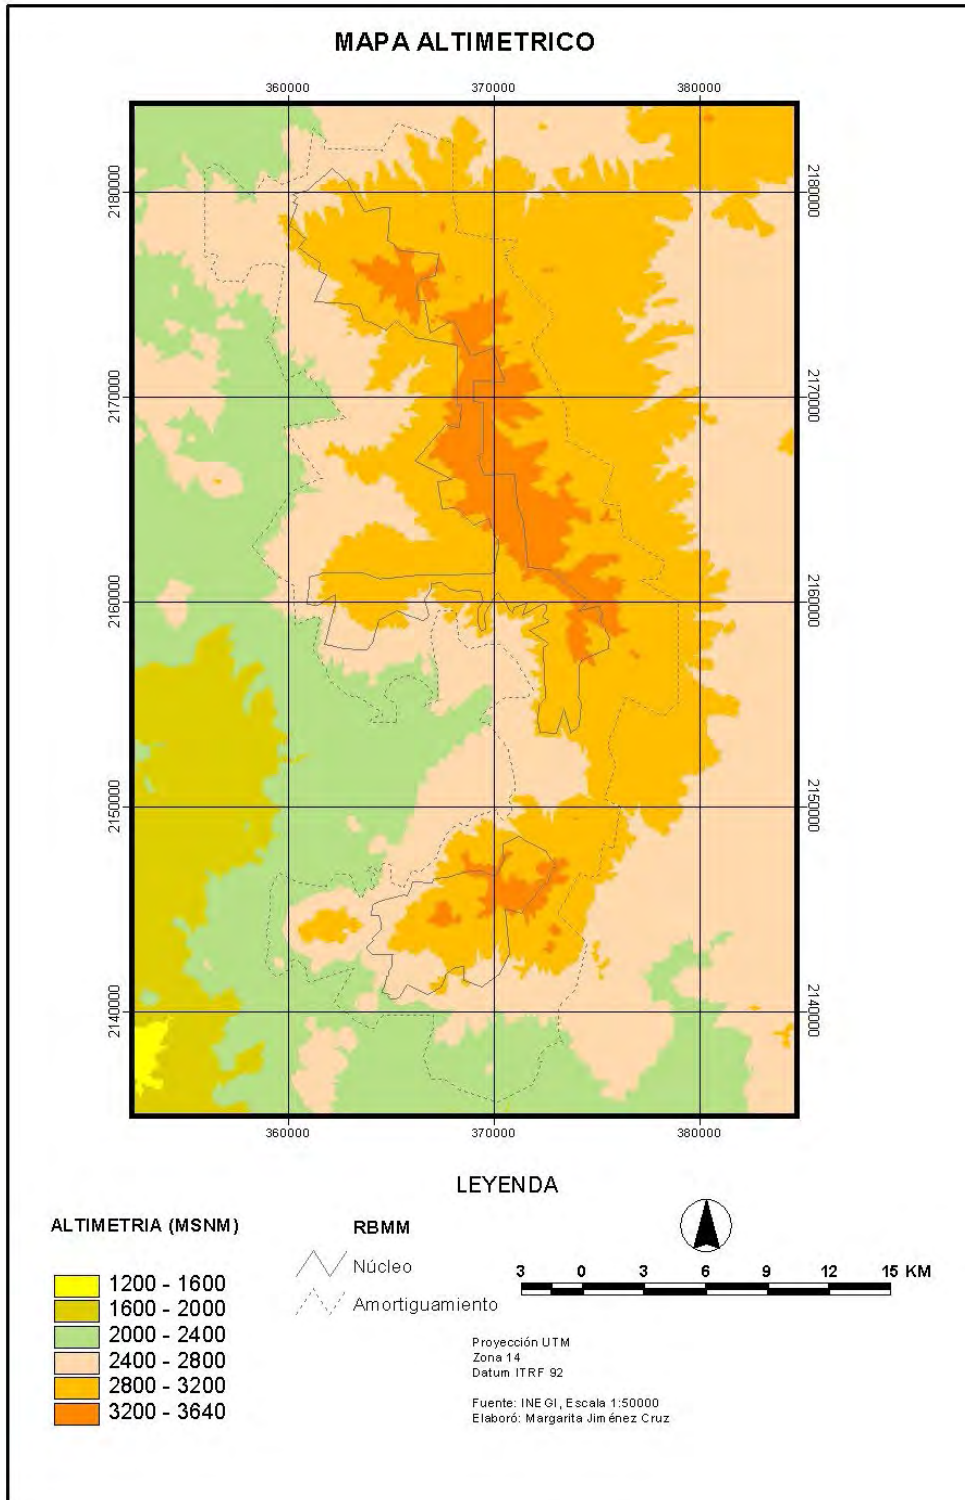 MAPA ALTIMETRICO
360000 370000 380000
2180000 2180000
2170000 2170000
2160000 2160000
2150000 2150000
2140000 2140000
360000 370000 380000
LEYENDA
ALTIMETRIA (MSNM)
1200 - 1600
1600 - 2000
2000 - 2400
2400 - 2800
2800 - 3200
3200 - 3640
RBMM
Núcleo
Amortiguamiento
3 0 3 6 9 12 15 KM
Proyección UTM
Zona 14
Datum ITRF 92
Fuente: INEGI, Escala 1:50000
Elaboró: Margarita Jiménez Cruz